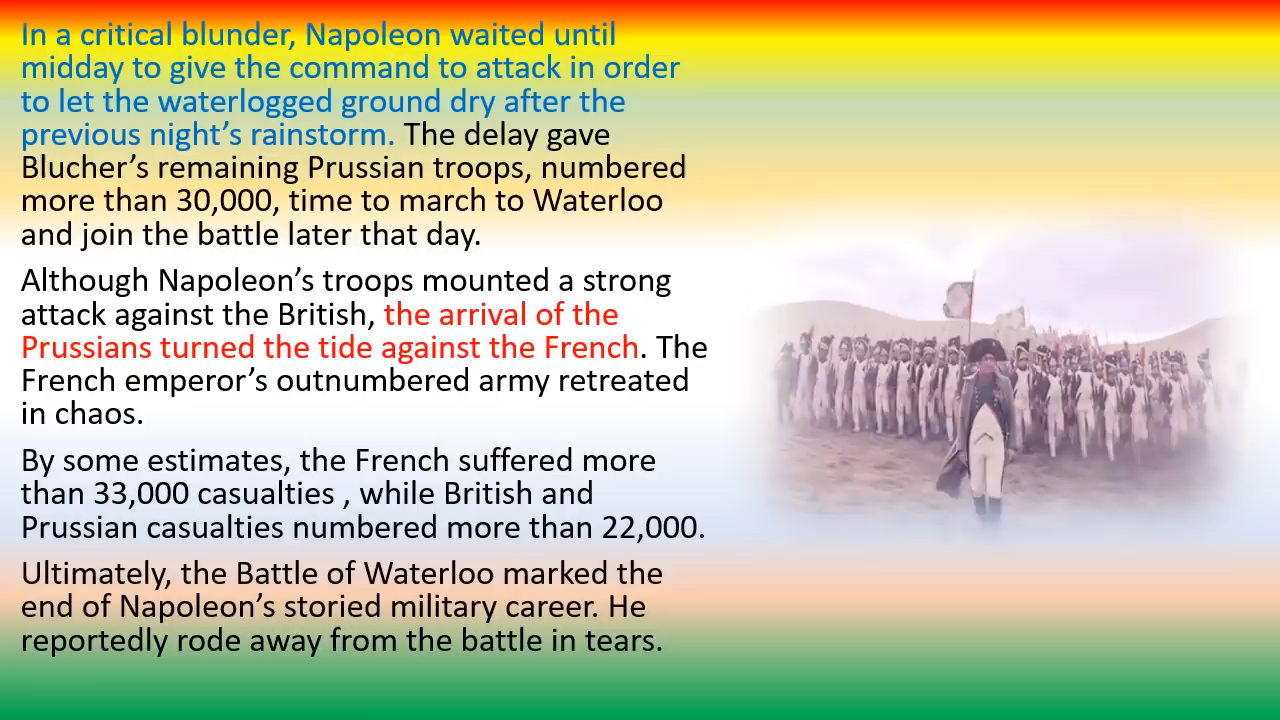 In a critical blunder, Napoleon waited until
midday to give the command to attack in order
to let the waterlogged ground dry after the
previous night’s rainstorm. The delay gave
Blucher’s remaining Prussian troops, numbered
more than 30,000, time to march to Waterloo
and join the battle later that day.
Although Napoleon’s troops mounted a strong
attack against the British, the arrival of the
Prussians turned the tide against the French. The
French emperor’s outnumbered army retreated
in chaos.
By some estimates, the French suffered more
than 33,000 casualties , while British and
Prussian casualties numbered more than 22,000.
Ultimately, the Battle of Waterloo marked the
end of Napoleon’s storied military career. He
reportedly rode away from the battle in tears.